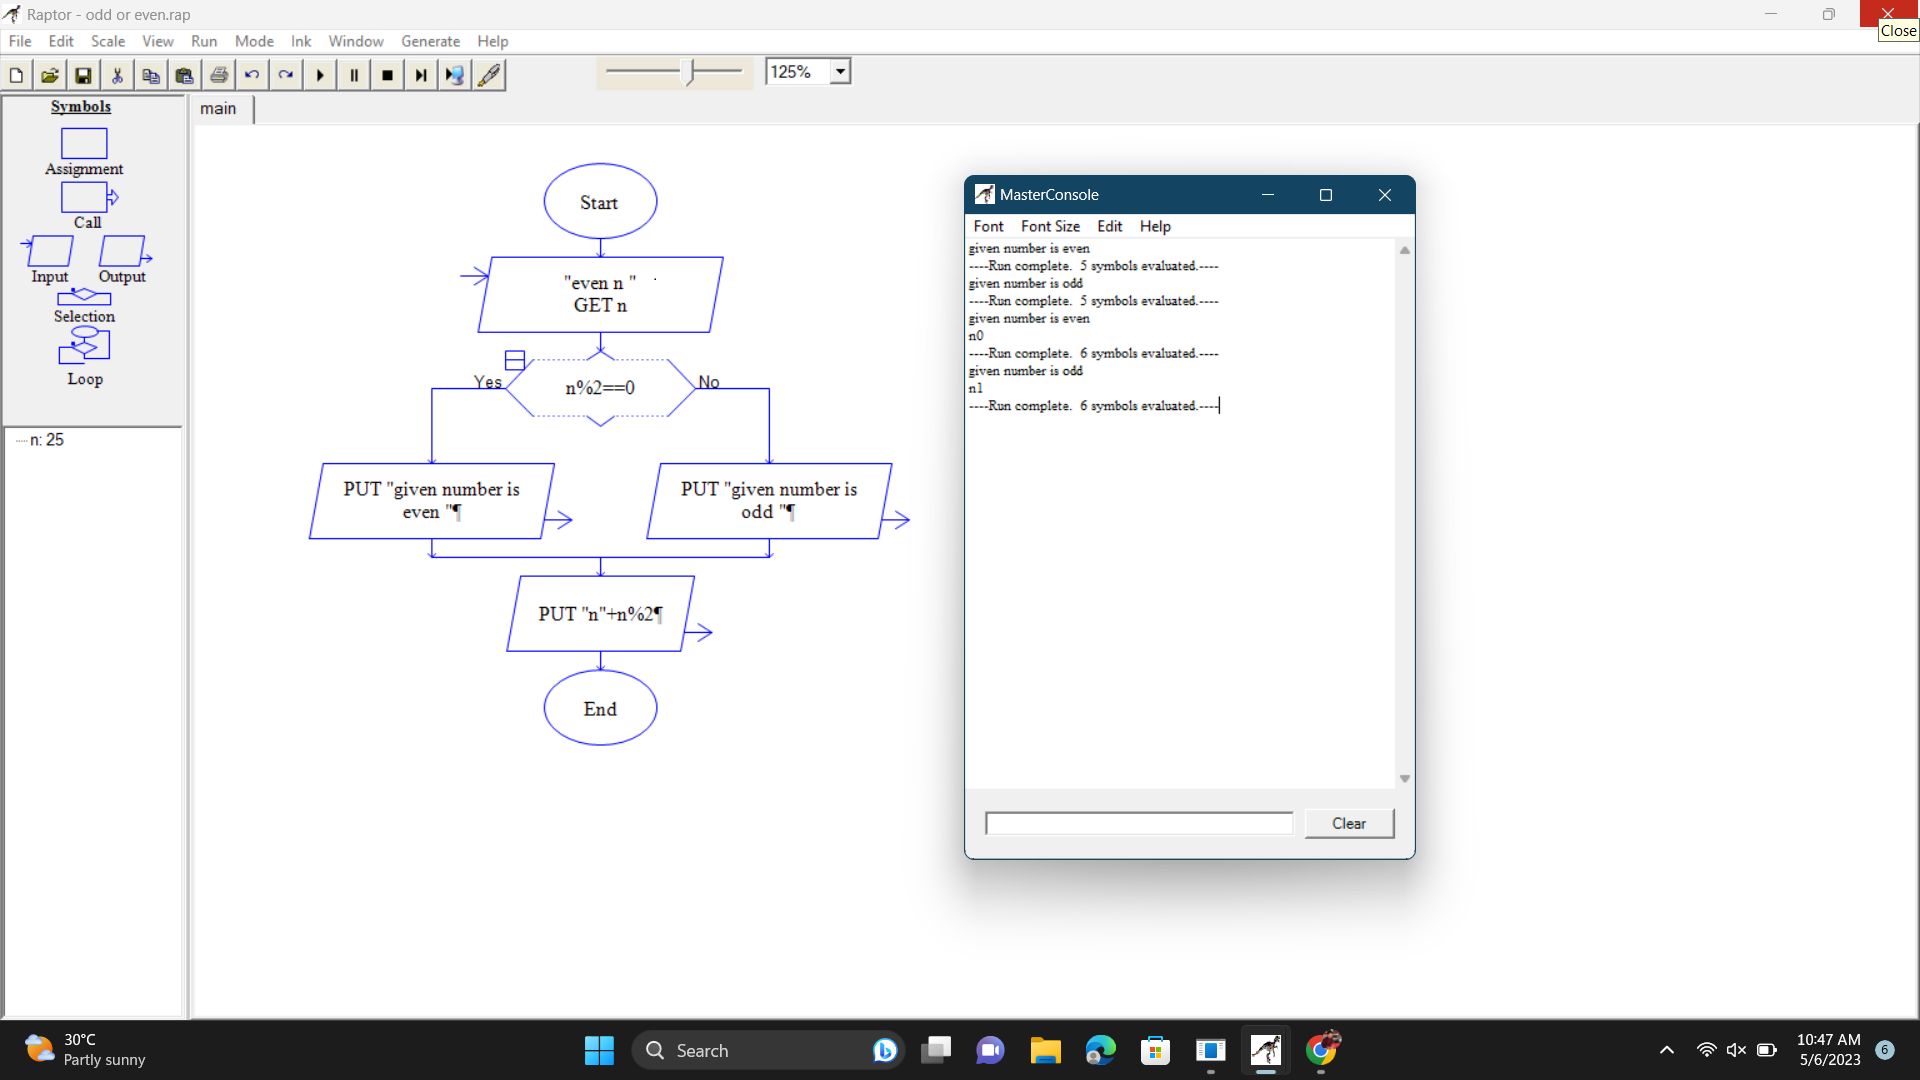 Raptor - odd or even.rap
Close
File Edit Scale View Run Mode Ink Window Generate Help
125%
Symbols
Assignment
Call
Input Output
Selection
Loop
n: 25
main
Start
"even n "
GET n
Yes
n%2==0
No
PUT "given number is
even "¶
PUT "given number is
odd "¶
PUT "n"+n%2¶
End
MasterConsole
Font Font Size Edit Help
given number is even
----Run complete. 5 symbols evaluated.----
given number is odd
----Run complete. 5 symbols evaluated.----
given number is even
n0
----Run complete. 6 symbols evaluated.----
given number is odd
n1
----Run complete. 6 symbols evaluated.----
Clear
30°C
Partly sunny
Search
10:47 AM
5/6/2023
6